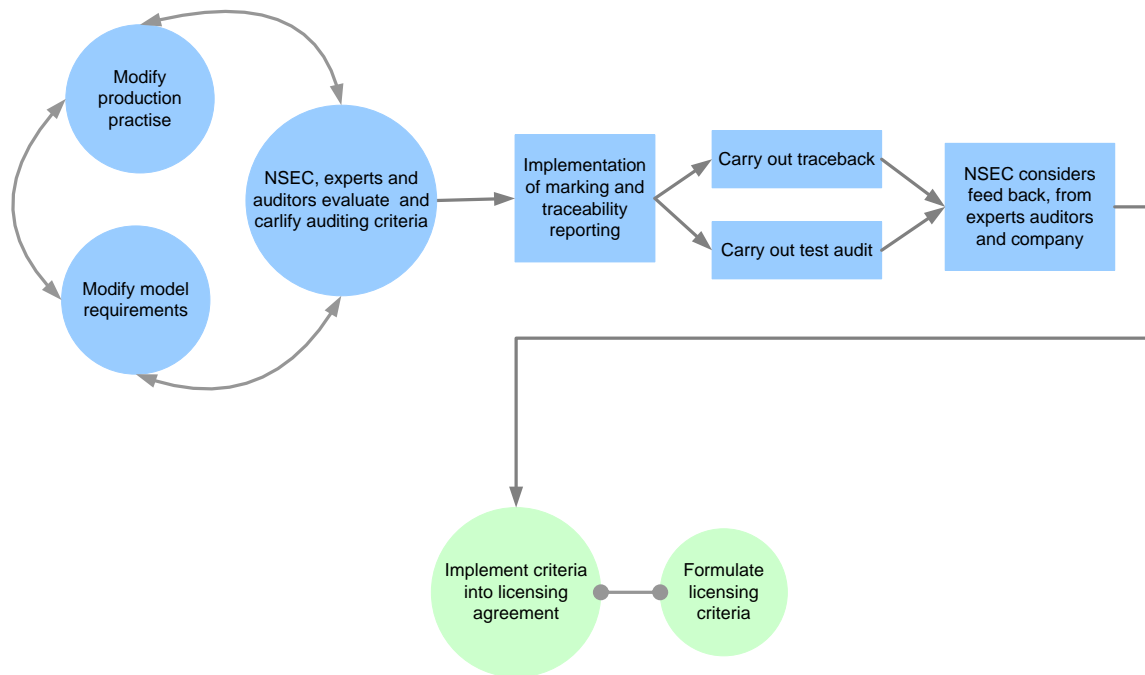 Modify
production
practise
NSEC, experts and
auditors evaluate and
carlify auditing criteria
Modify model
requirements
Implementation
of marking and
traceability
reporting
Carry out traceback
Carry out test audit
NSEC considers
feed back, from
experts auditors
and company
Implement criteria
into licensing
agreement
Formulate
licensing
criteria